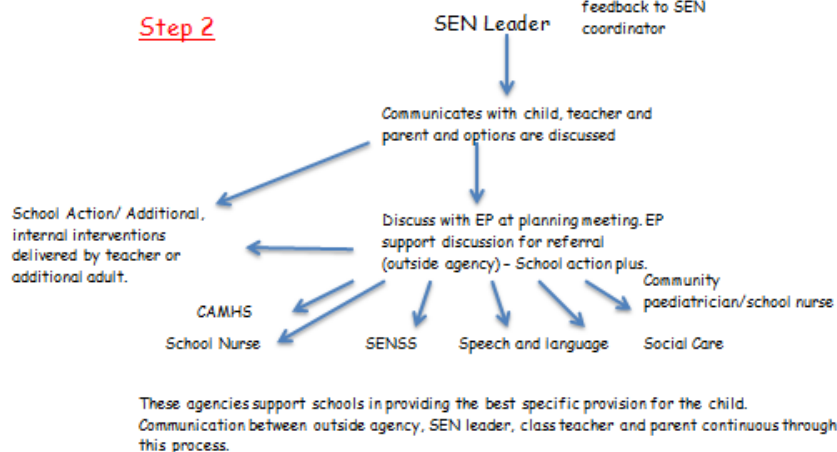 feedback to SEN
coordinator
Step 2
SEN Leader
Communicates with child, teacher and
parent and options are discussed
School Action/ Additional,
internal interventions
delivered by teacher or
additional adult.
Discuss with EP at planning meeting. EP
support discussion for referral
(outside agency) – School action plus.
Community
paediatrician/school nurse
CAMHS
School Nurse
SENSS
Speech and language
Social Care
These agencies support schools in providing the best specific provision for the child.
Communication between outside agency, SEN leader, class teacher and parent continuous through
this process.